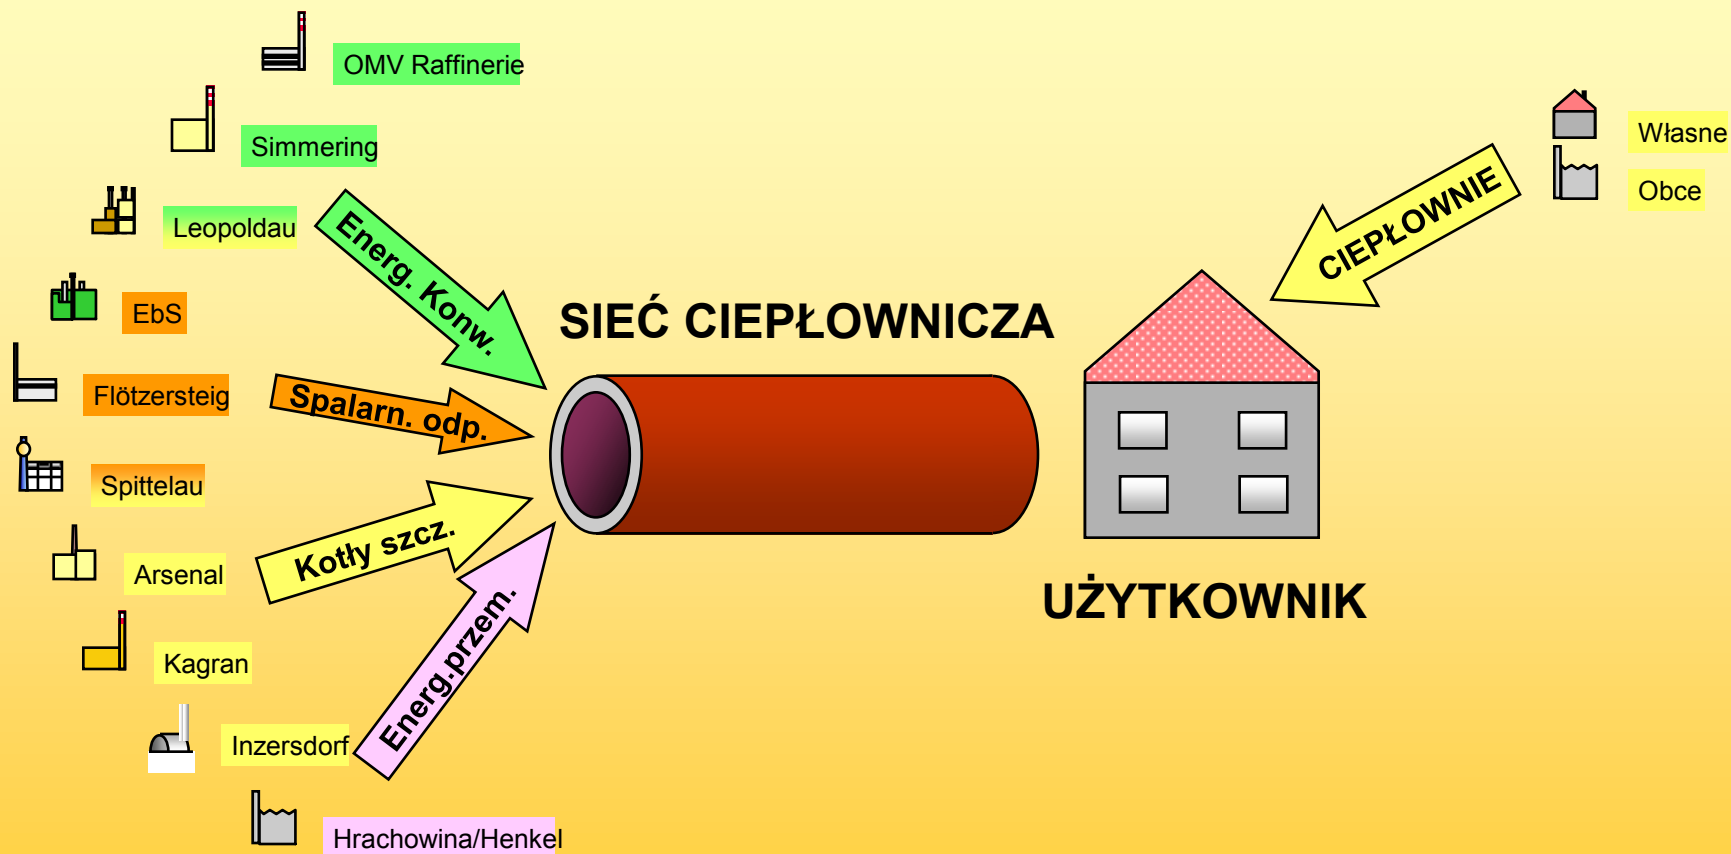 OMV Raffinerie
Simmering
Leopoldau
EbS
Flötzersteig
Spittelau
Arsenal
Kagran
Inzersdorf
Hrachowina/Henkel
Energ. Konw.
Spalarn. odp.
Kotły szcz.
Energ.przem.
SIEĆ CIEPŁOWNICZA
UŻYTKOWNIK
CIEPŁOWNIE
Własne
Obce